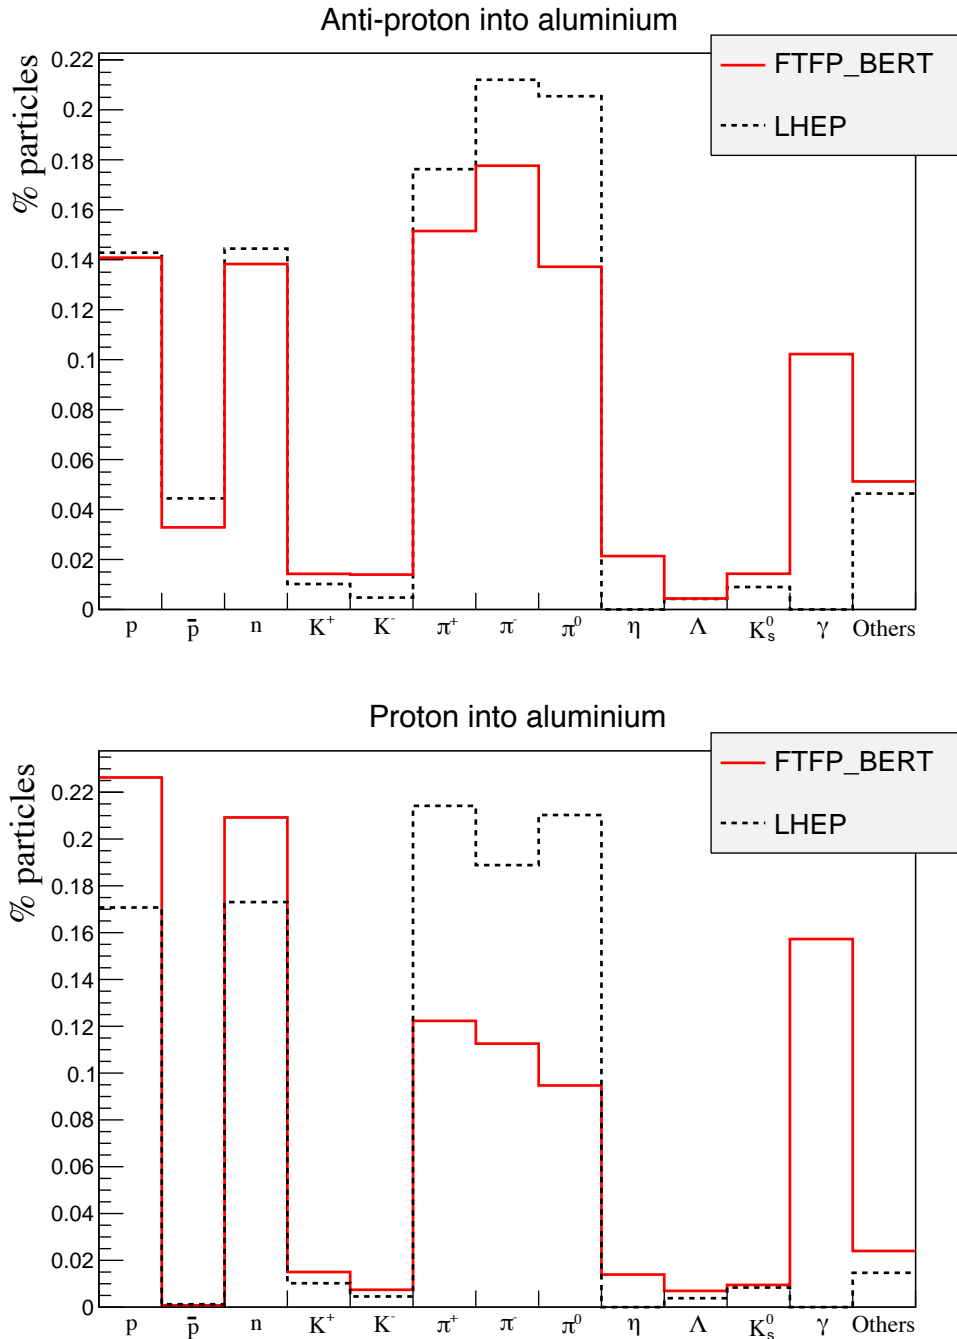 Anti-proton into aluminium
FTFP_BERT
LHEP
% particles
0.22
0.2
0.18
0.16
0.14
0.12
0.1
0.08
0.06
0.04
0.02
0
p p̄ n K⁺ K⁻ π⁺ π⁻ π⁰ η Λ K⁰ₛ γ Others
Proton into aluminium
FTFP_BERT
LHEP
% particles
0.22
0.2
0.18
0.16
0.14
0.12
0.1
0.08
0.06
0.04
0.02
0
p p̄ n K⁺ K⁻ π⁺ π⁻ π⁰ η Λ K⁰ₛ γ Others